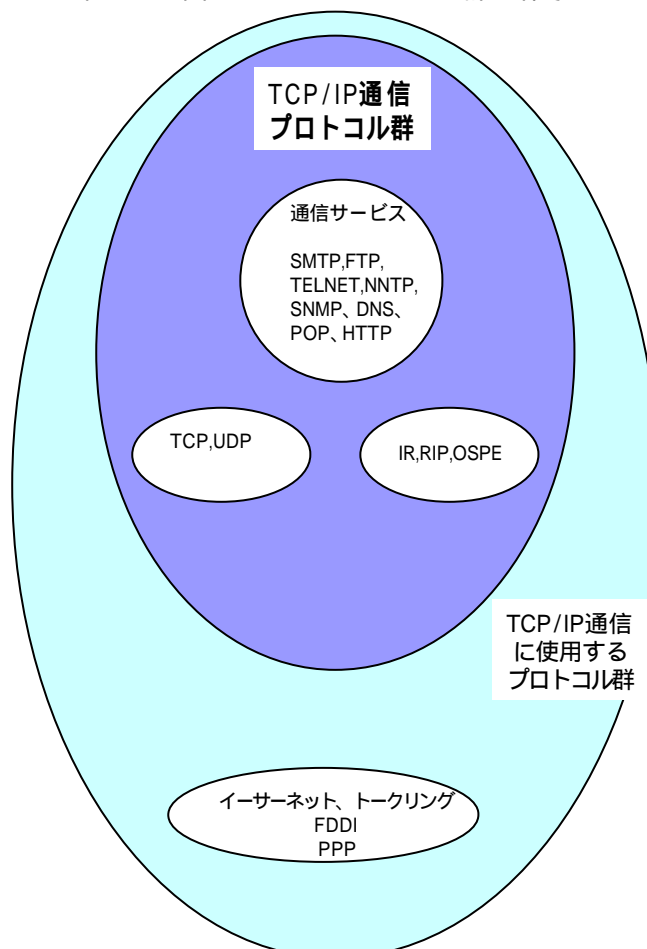 TCP/IP通信
プロトコル群
通信サービス
SMTP,FTP,
TELNET,NNTP,
SNMP、DNS、
POP、HTTP
TCP,UDP
IR,RIP,OSPE
TCP/IP通信
に使用する
プロトコル群
イーサーネット、トークリング
FDDI
PPP